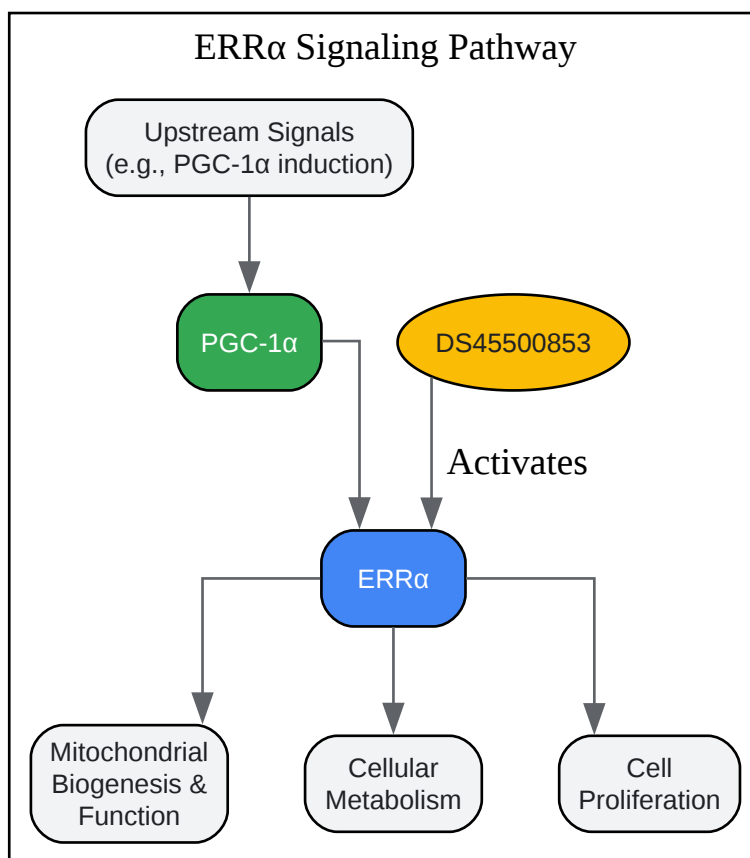 ERRα Signaling Pathway
Upstream Signals
(e.g., PGC-1α induction)
PGC-1α
DS45500853
Activates
ERRα
Mitochondrial
Biogenesis &
Function
Cellular
Metabolism
Cell
Proliferation